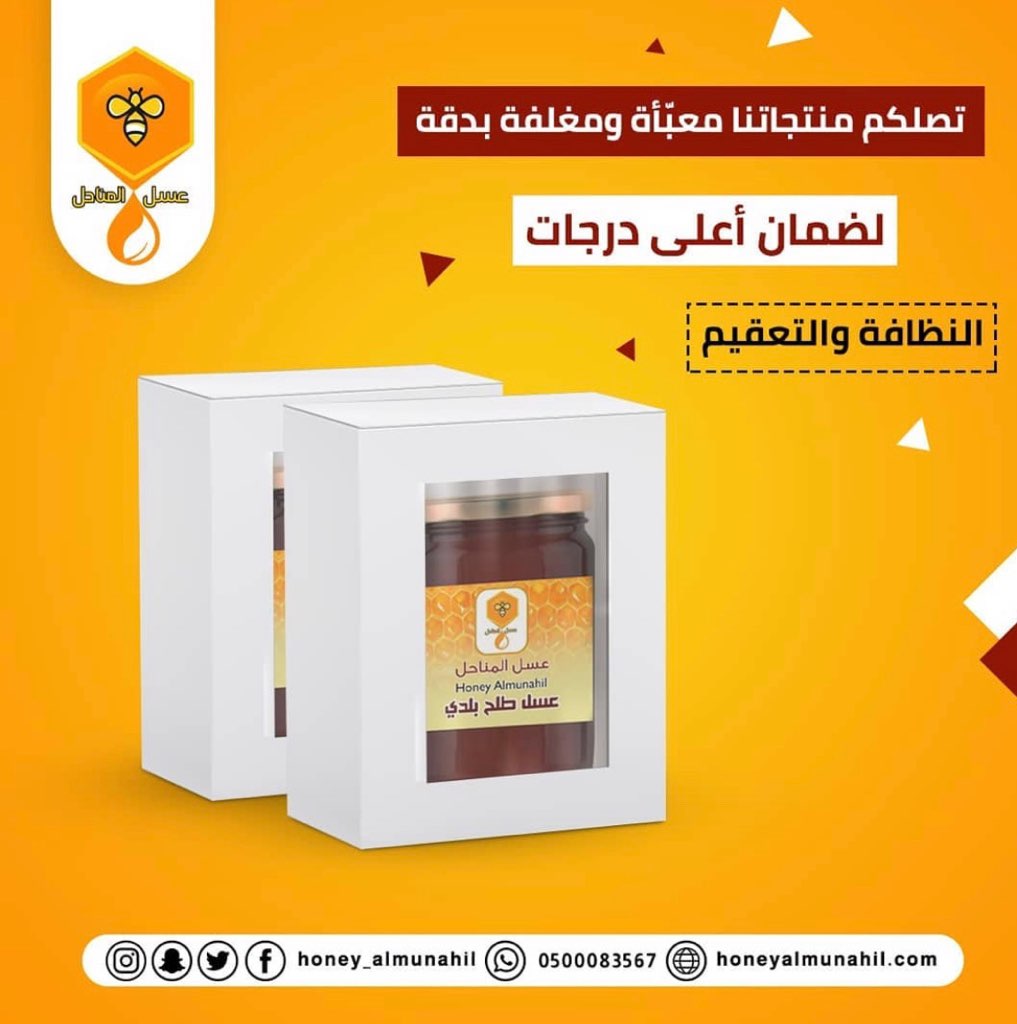 عسل المناحل
تصلكم منتجاتنا معبّأة ومغلفة بدقة
لضمان أعلى درجات
النظافة والتعقيم
عسل المناحل
Honey Almunahil
عسل طلح بلدي
honey_almunahil 0500083567 honeyalmunahil.com